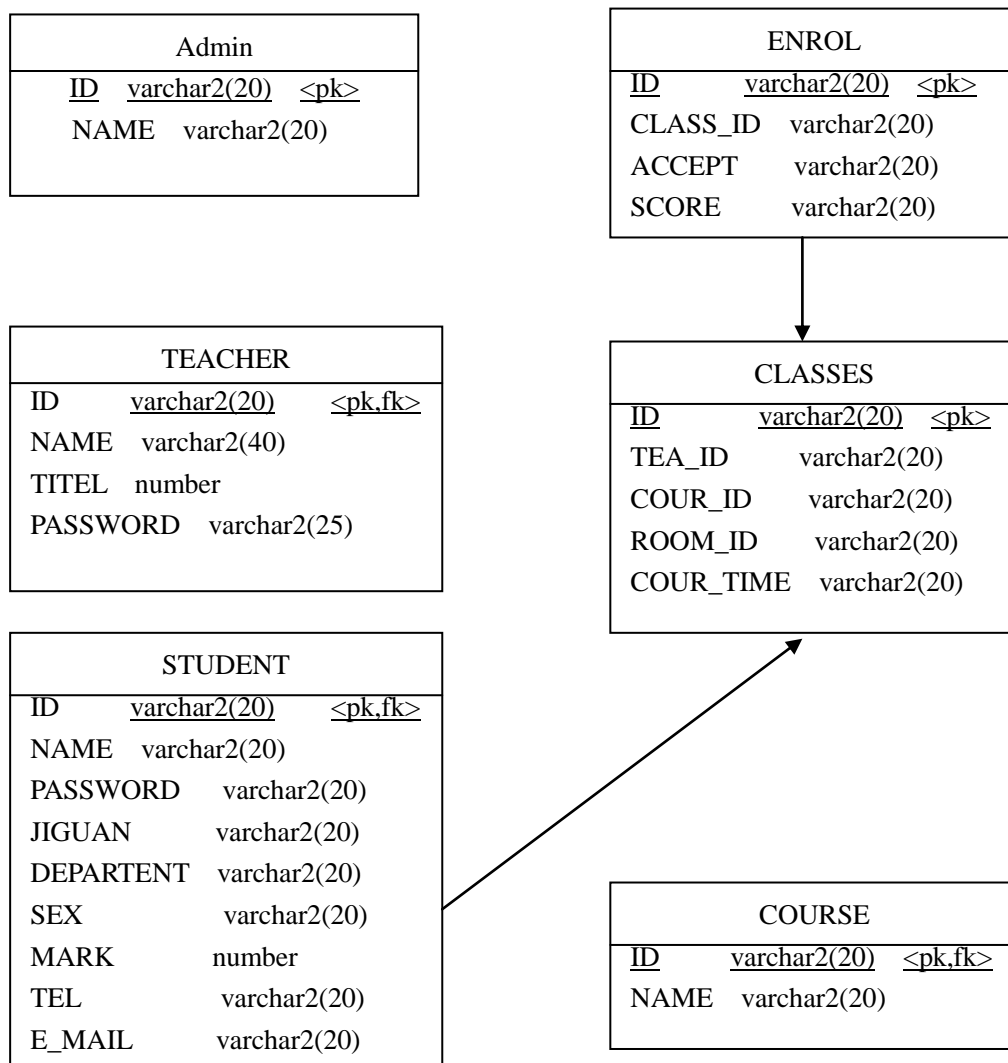 Admin
ID varchar2(20) <pk>
NAME varchar2(20)
ENROL
ID varchar2(20) <pk>
CLASS_ID varchar2(20)
ACCEPT varchar2(20)
SCORE varchar2(20)
TEACHER
ID varchar2(20) <pk,fk>
NAME varchar2(40)
TITEL number
PASSWORD varchar2(25)
CLASSES
ID varchar2(20) <pk>
TEA_ID varchar2(20)
COUR_ID varchar2(20)
ROOM_ID varchar2(20)
COUR_TIME varchar2(20)
STUDENT
ID varchar2(20) <pk,fk>
NAME varchar2(20)
PASSWORD varchar2(20)
JIGUAN varchar2(20)
DEPARTENT varchar2(20)
SEX varchar2(20)
MARK number
TEL varchar2(20)
E_MAIL varchar2(20)
COURSE
ID varchar2(20) <pk,fk>
NAME varchar2(20)